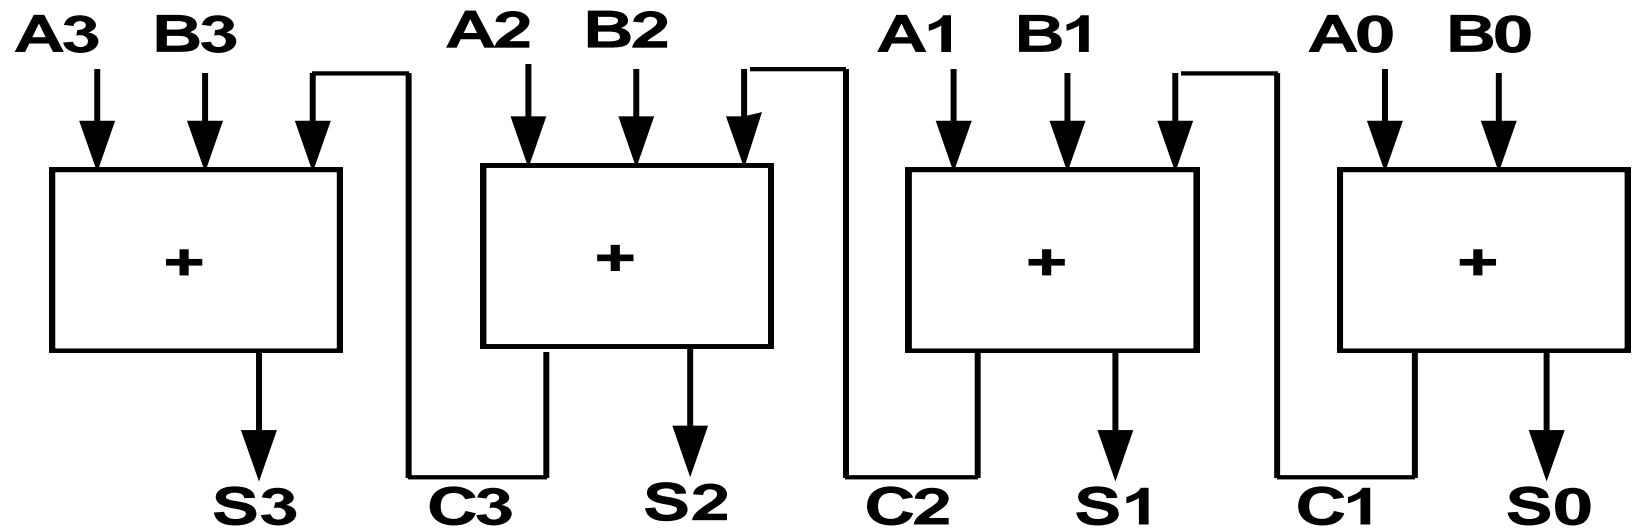 A3 B3 A2 B2 A1 B1 A0 B0
+ + + +
S3 C3 S2 C2 S1 C1 S0